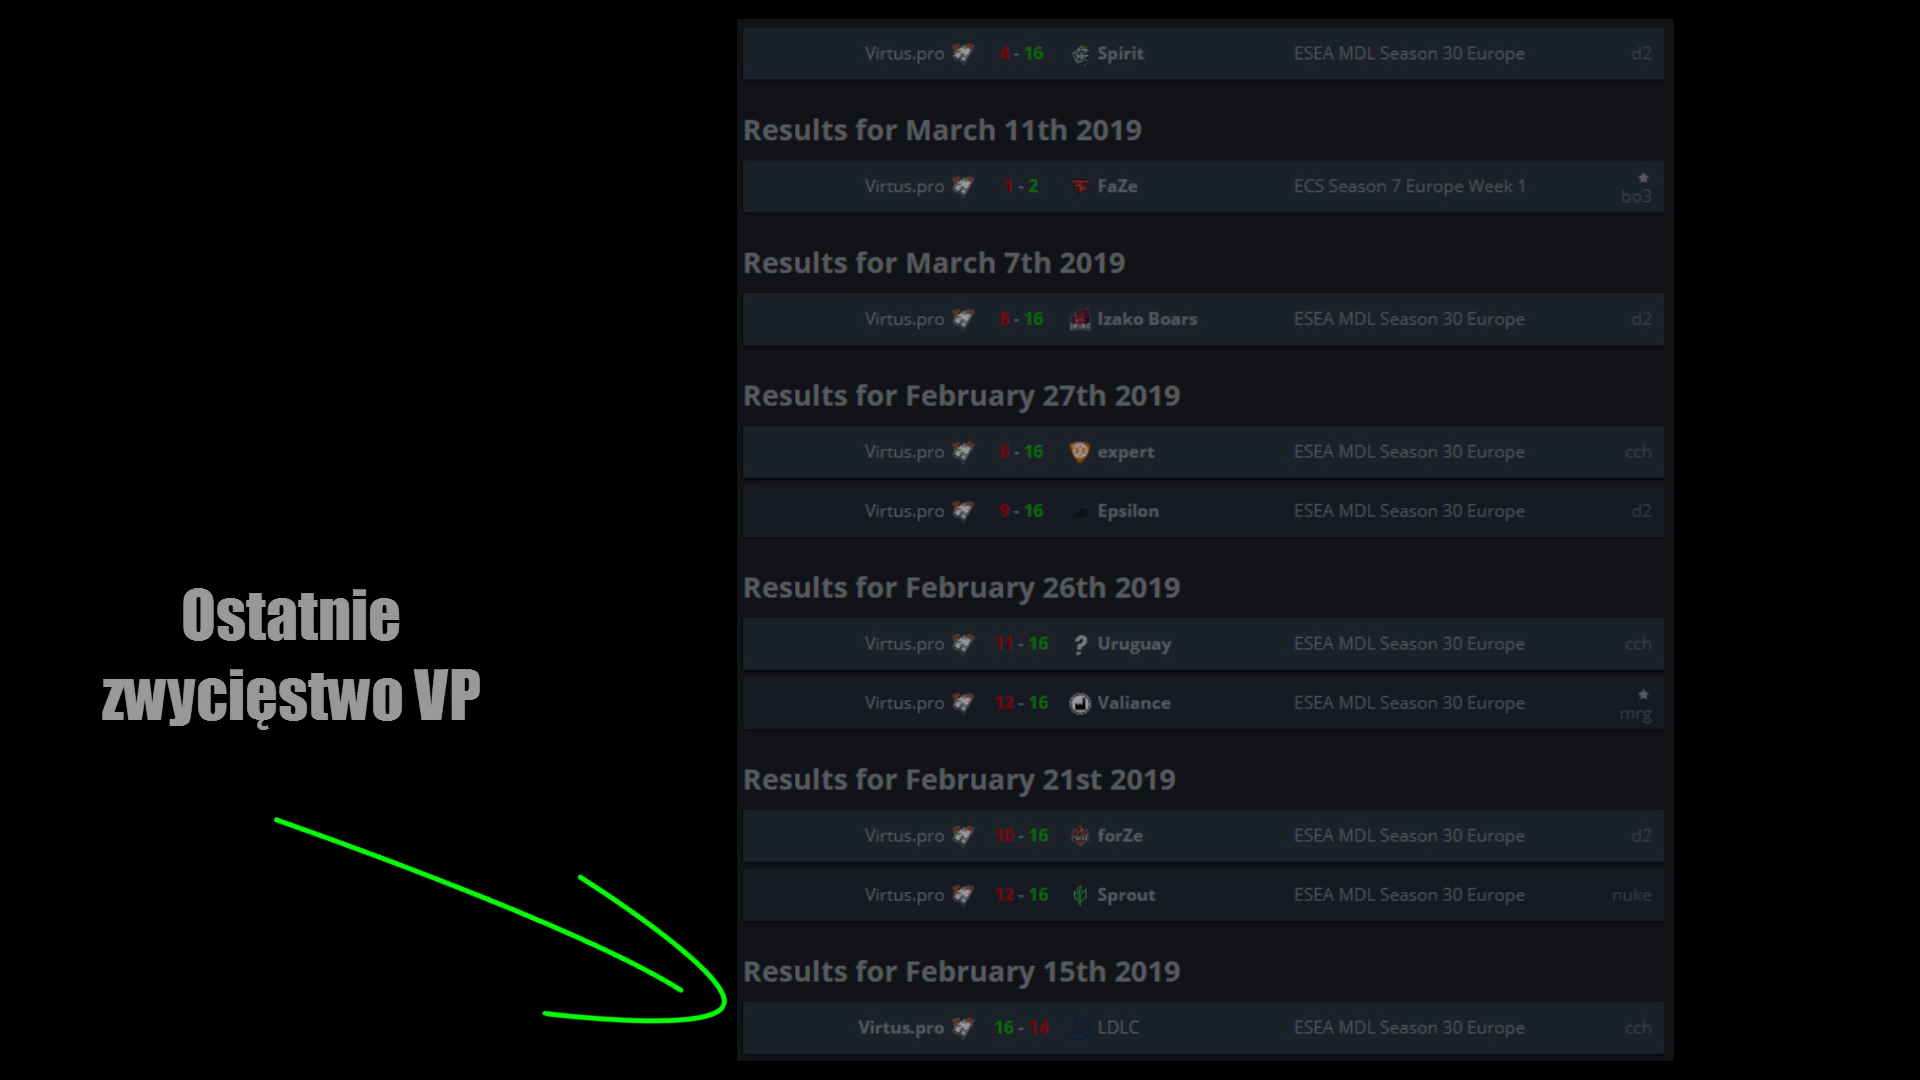 Virtus.pro 4 - 16 Spirit ESEA MDL Season 30 Europe d2
Results for March 11th 2019
Virtus.pro 1 - 2 FaZe ECS Season 7 Europe Week 1 bo3
Results for March 7th 2019
Virtus.pro 8 - 16 Izako Boars ESEA MDL Season 30 Europe d2
Results for February 27th 2019
Virtus.pro 6 - 16 expert ESEA MDL Season 30 Europe cch
Virtus.pro 9 - 16 Epsilon ESEA MDL Season 30 Europe d2
Results for February 26th 2019
Virtus.pro 11 - 16 ? Uruguay ESEA MDL Season 30 Europe cch
Virtus.pro 12 - 16 Valiance ESEA MDL Season 30 Europe mrg
Results for February 21st 2019
Virtus.pro 10 - 16 forZe ESEA MDL Season 30 Europe d2
Virtus.pro 12 - 16 Sprout ESEA MDL Season 30 Europe nuke
Results for February 15th 2019
Virtus.pro 16 - 14 LDLC ESEA MDL Season 30 Europe cch
Ostatnie
zwycięstwo VP